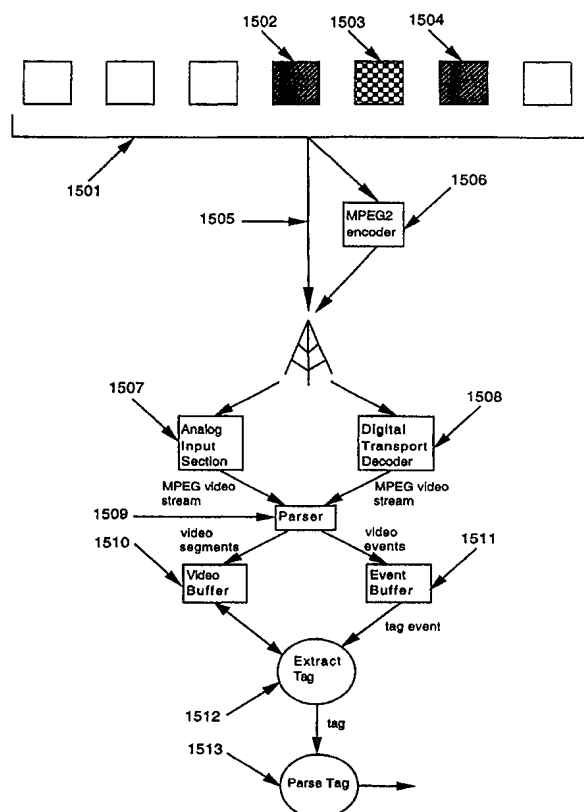 1502
1503
1504
1501
1505
1506
MPEG2
encoder
1507
1508
Analog
Input
Section
Digital
Transport
Decoder
MPEG video
stream
MPEG video
stream
1509
Parser
1510
video
segments
video
events
1511
Video
Buffer
Event
Buffer
tag event
Extract
Tag
1512
tag
1513
Parse Tag